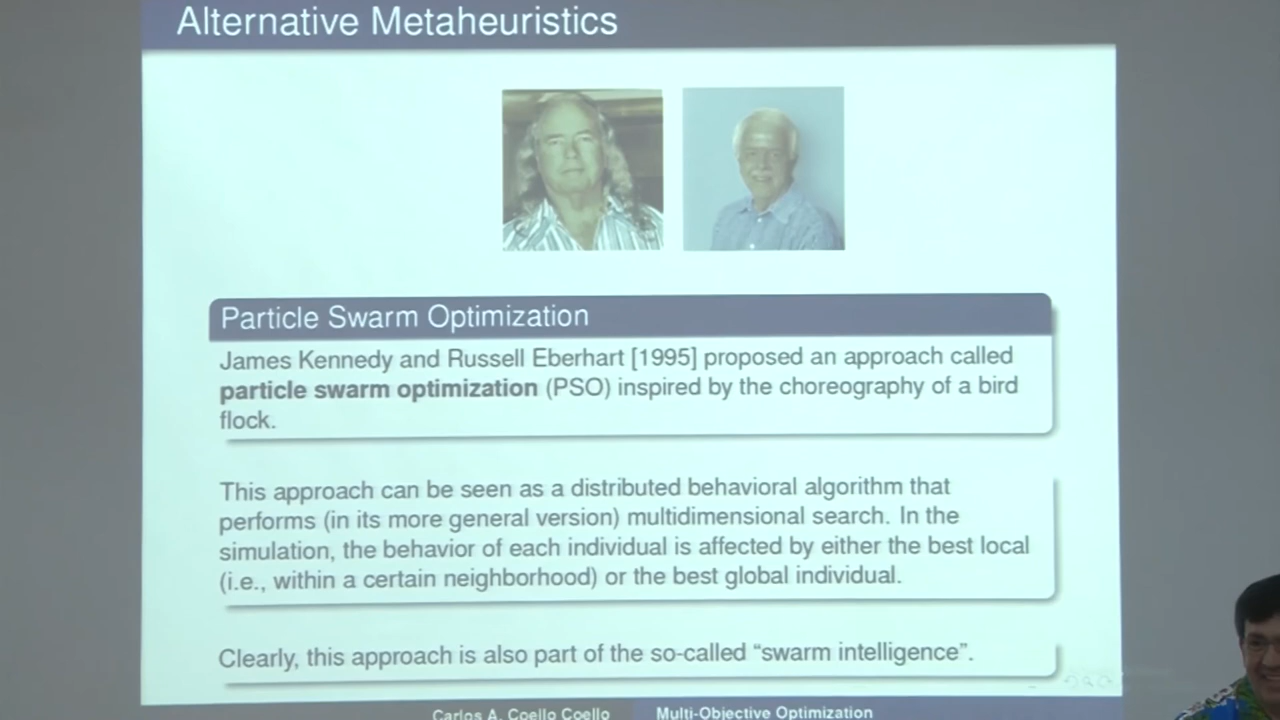 Alternative Metaheuristics
Particle Swarm Optimization
James Kennedy and Russell Eberhart [1995] proposed an approach called
particle swarm optimization (PSO) inspired by the choreography of a bird
flock.
This approach can be seen as a distributed behavioral algorithm that
performs (in its more general version) multidimensional search. In the
simulation, the behavior of each individual is affected by either the best local
(i.e., within a certain neighborhood) or the best global individual.
Clearly, this approach is also part of the so-called “swarm intelligence”.
Carlos A. Coello Coello Multi-Objective Optimization